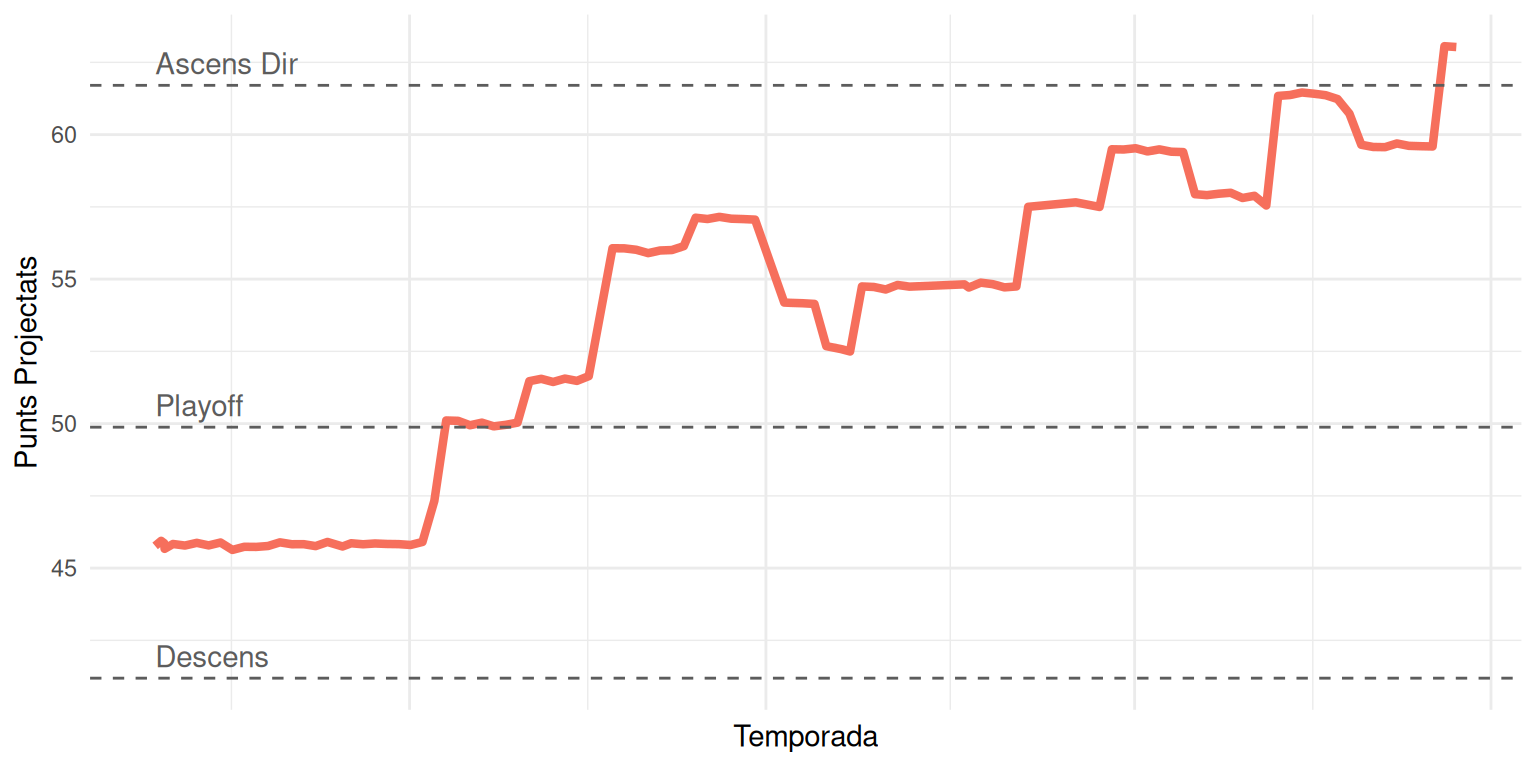 Ascens Dir
60
55
Punts Projectats
Playoff
50
45
Descens
Temporada